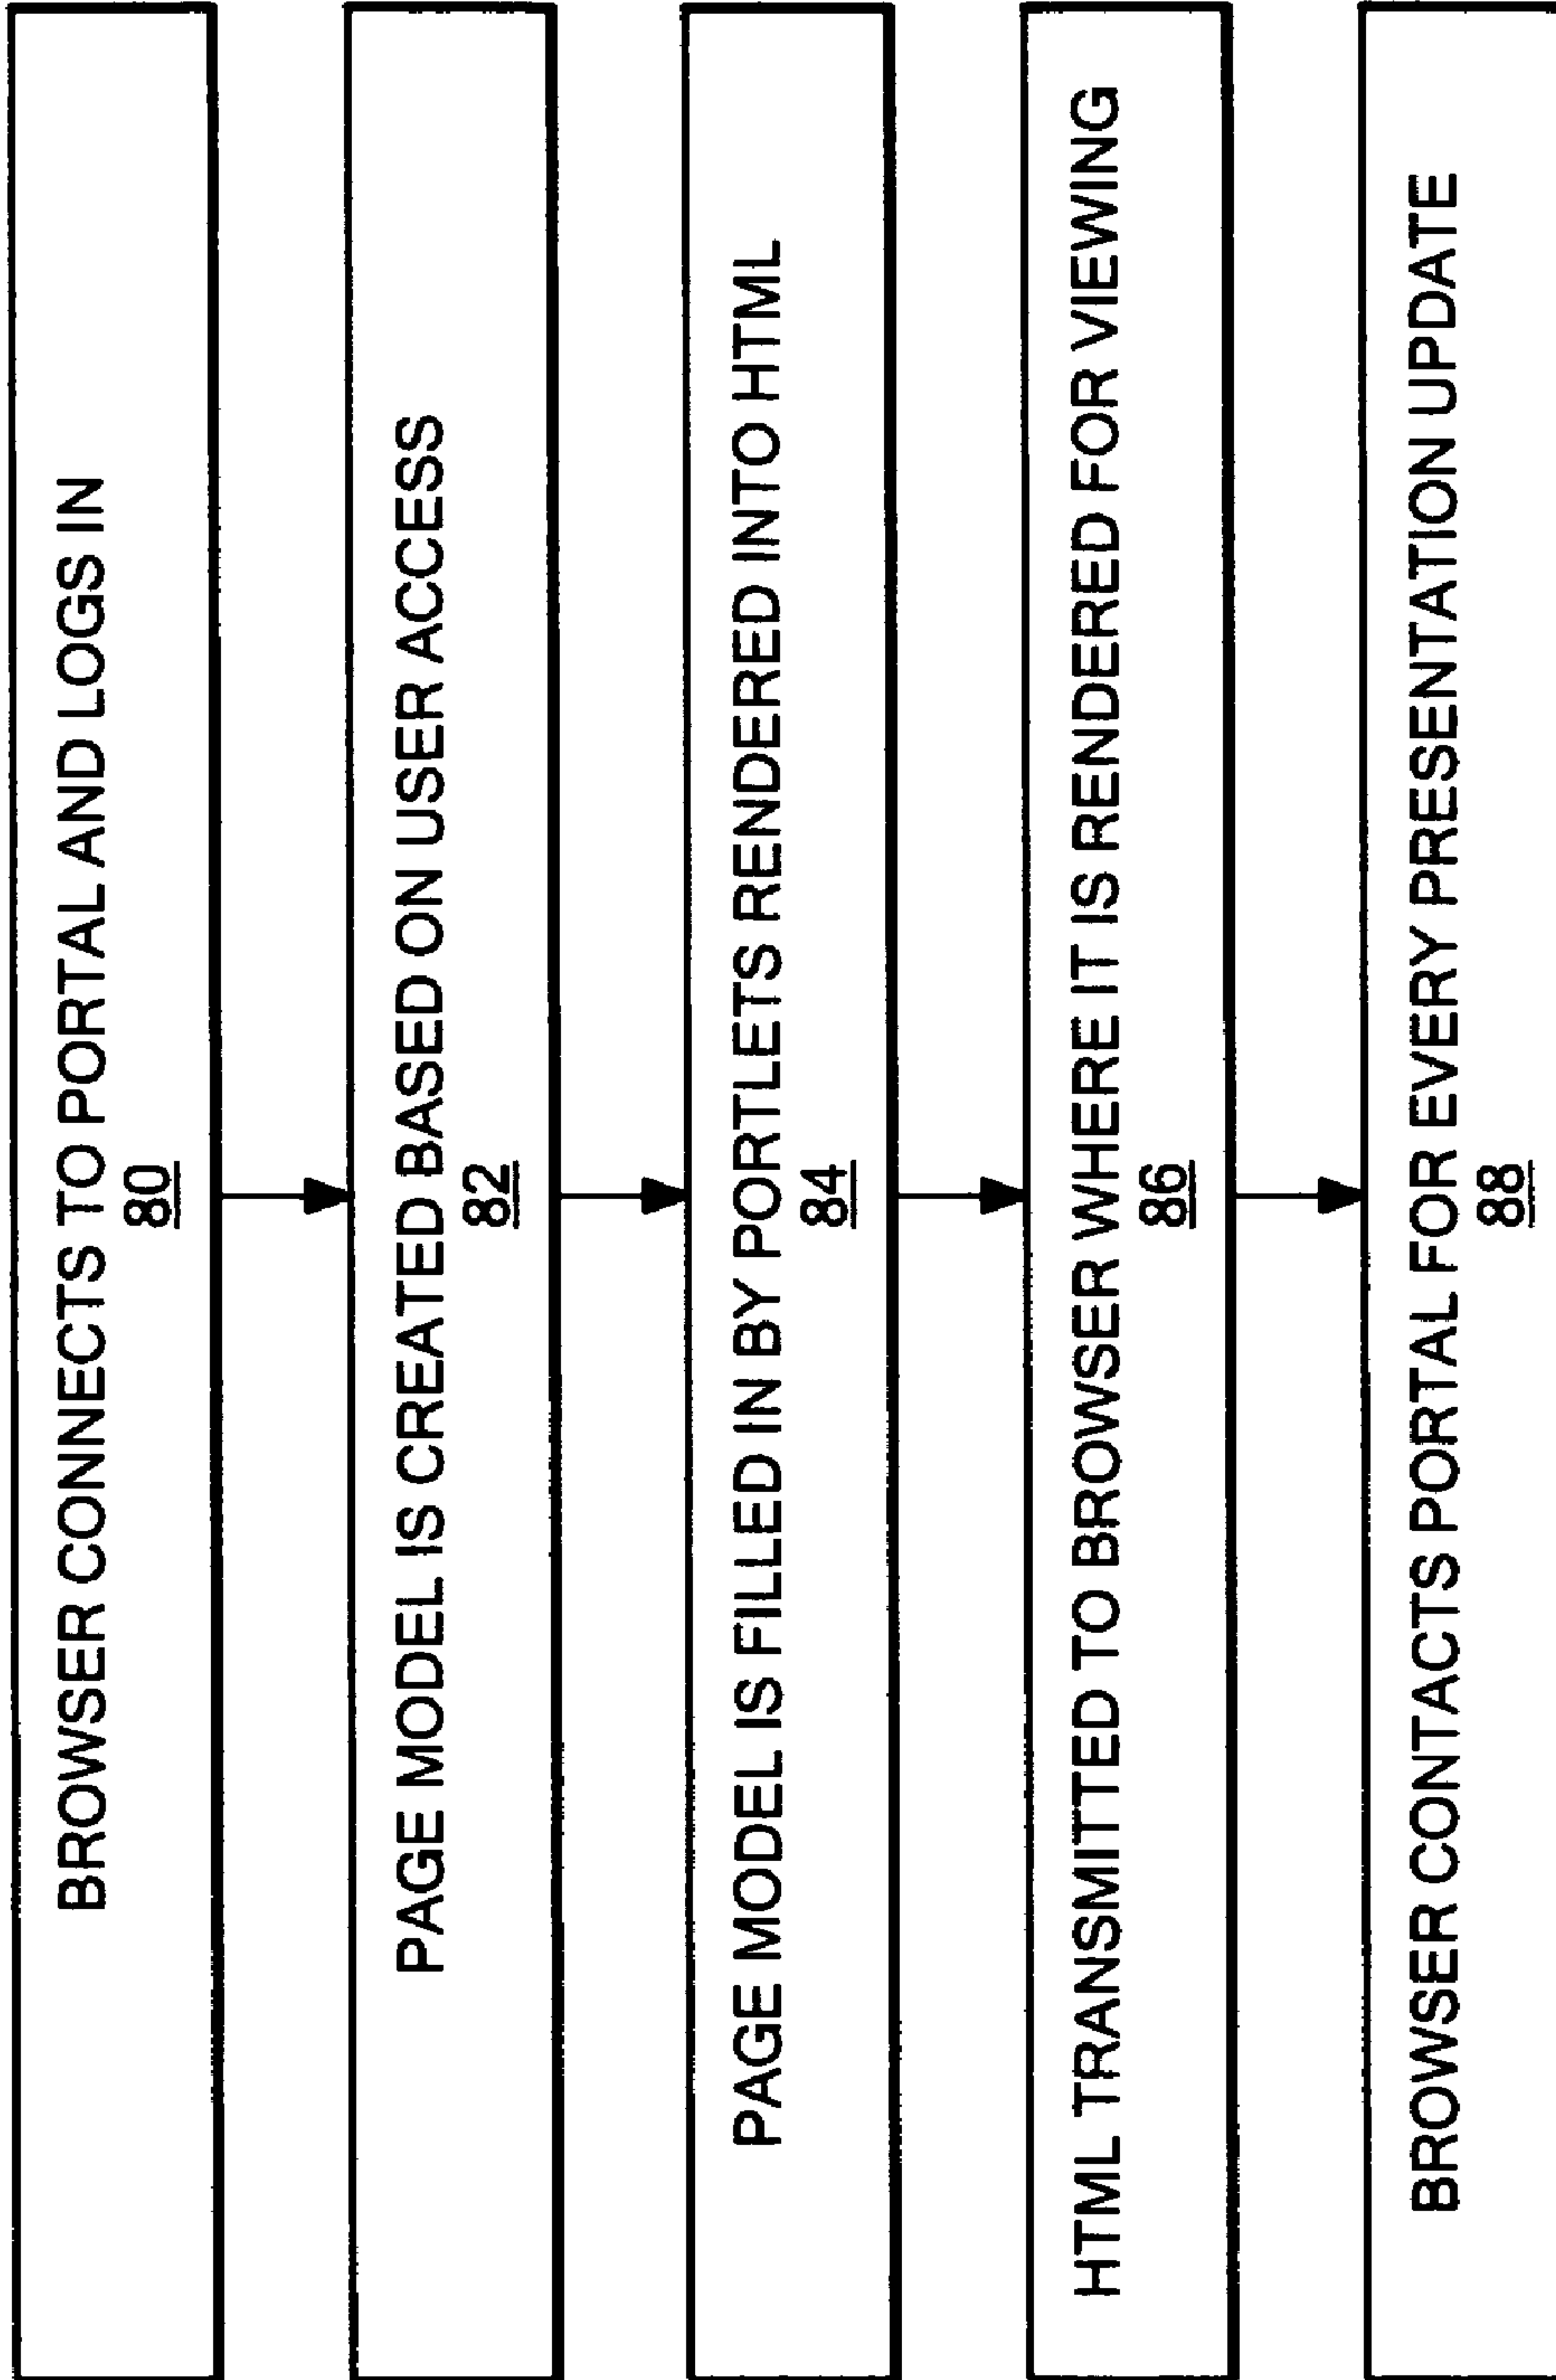 BROWSER CONNECTS TO PORTAL AND LOGS IN
80
PAGE MODEL IS CREATED BASED ON USER ACCESS
82
PAGE MODEL IS FILLED IN BY PORTLETS RENDERED INTO HTML
84
HTML TRANSMITTED TO BROWSER WHERE IT IS RENDERED FOR VIEWING
86
BROWSER CONTACTS PORTAL FOR EVERY PRESENTATION UPDATE
88